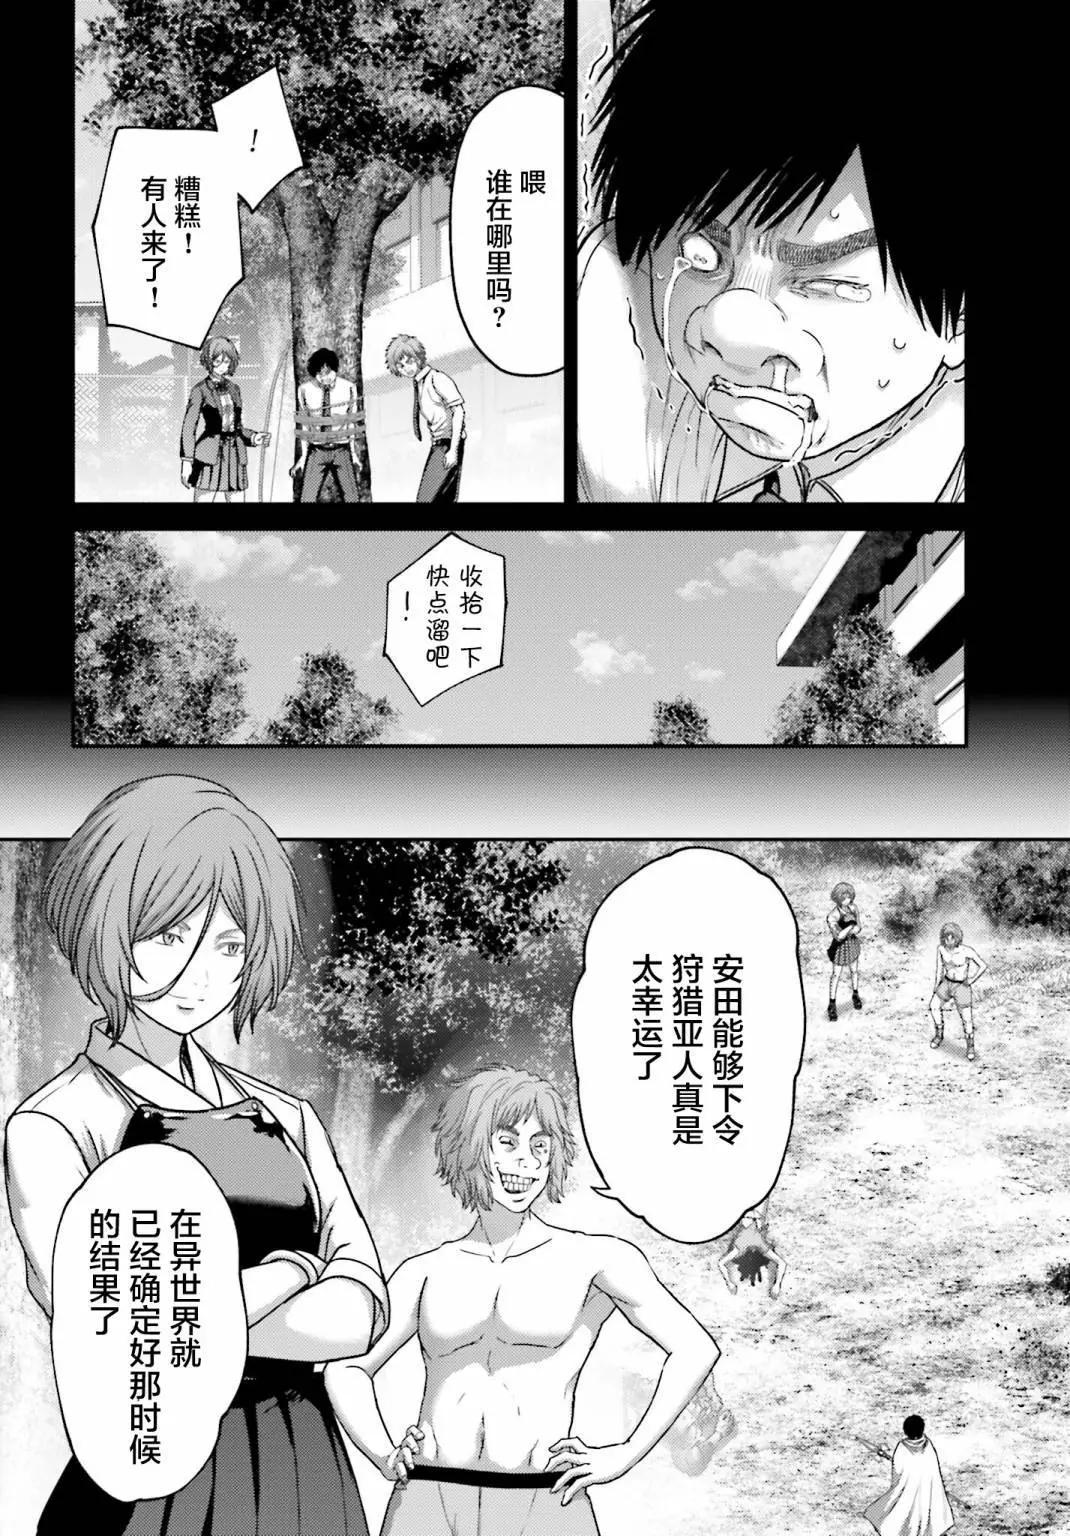 喂
谁在哪里吗？
！
糟糕！
有人来了！
收拾一下
快点溜吧！
安田能够下令
狩猎亚人真是
太幸运了
在异世界就
已经确定好那时候
的结果了